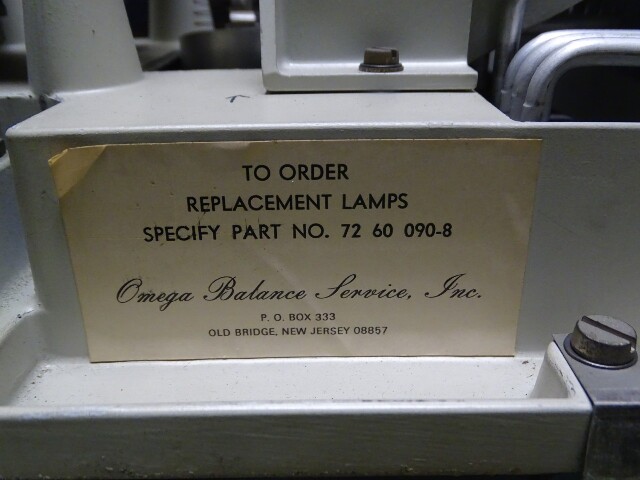 TO ORDER
REPLACEMENT LAMPS
SPECIFY PART NO. 72 60 090-8
Omega Balance Service, Inc.
P. O. BOX 333
OLD BRIDGE, NEW JERSEY 08857